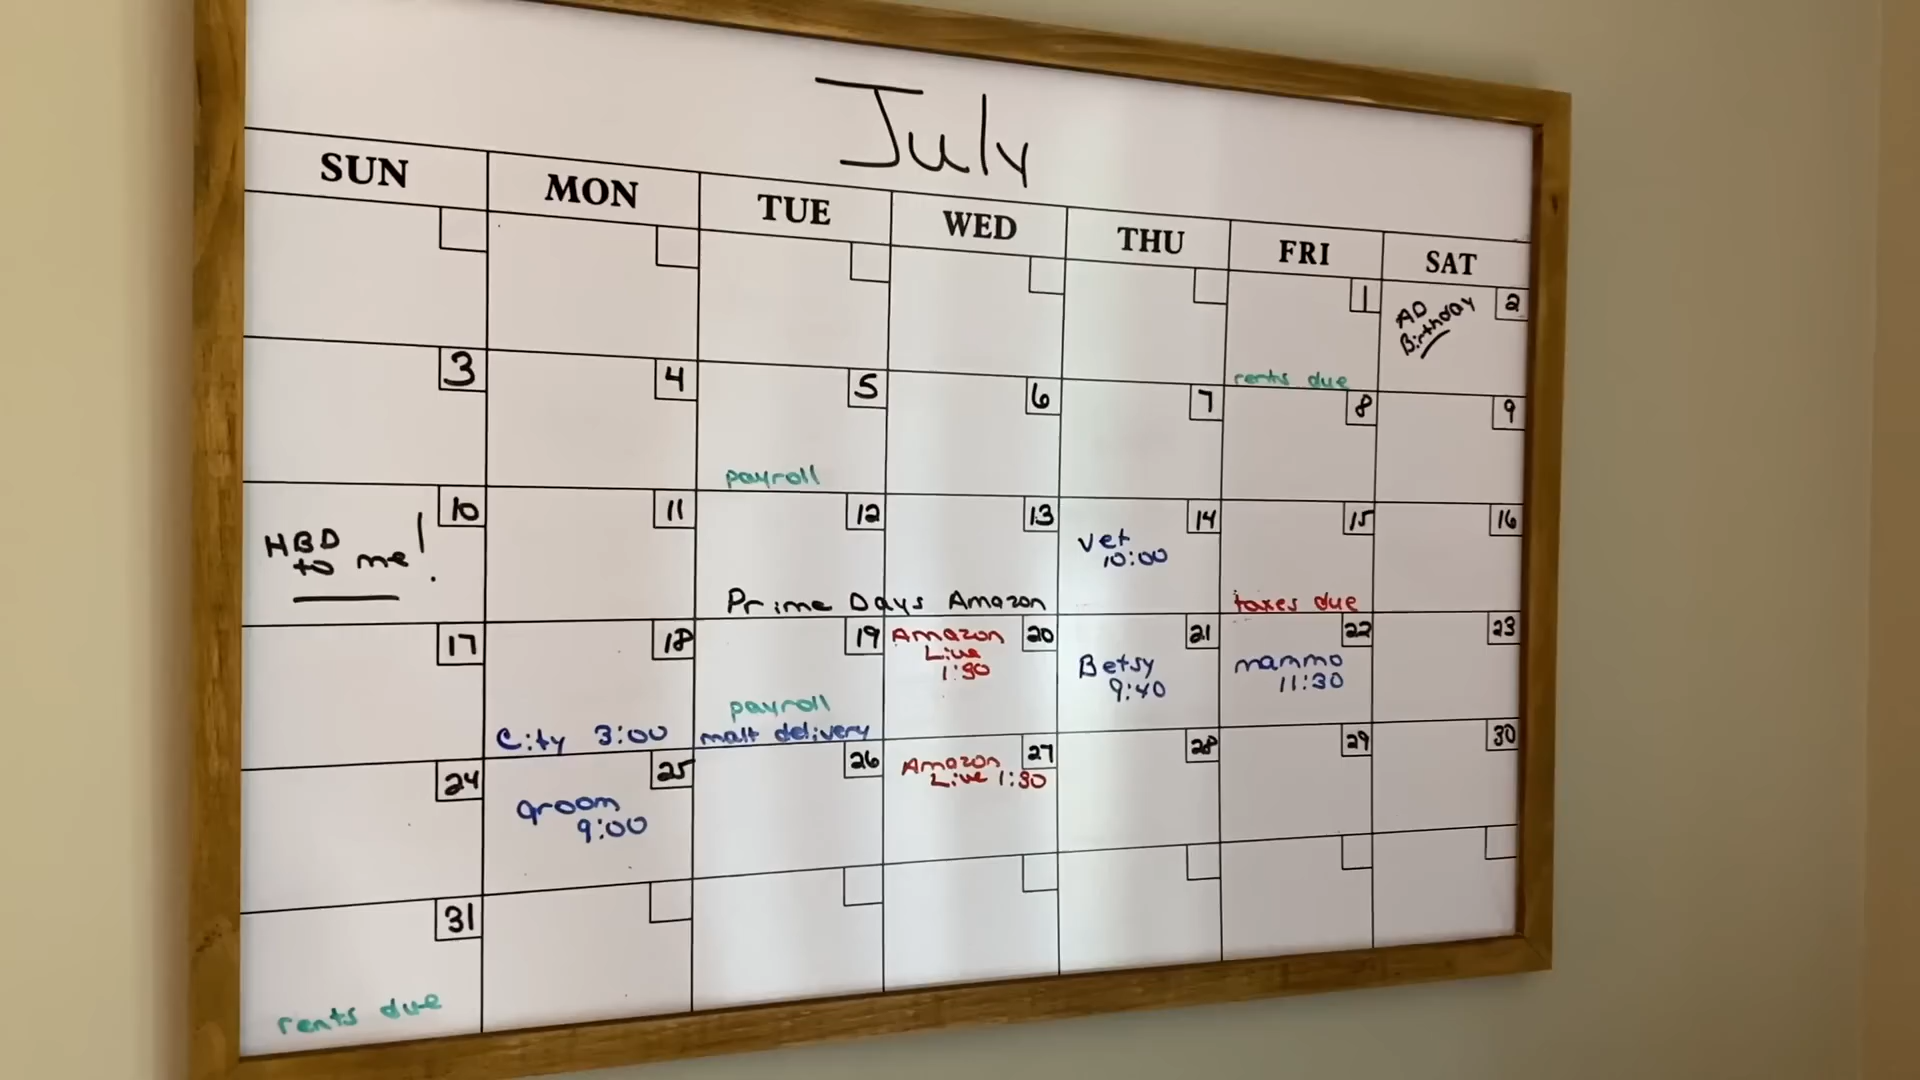 July
SUN MON TUE WED THU FRI SAT
1 2
AD
Birthday
rents due
3 4 5 6 7 8 9
payroll
10 11 12 13 14 15 16
HBD
to me!
vet
10:00
Prime Days Amazon
taxes due
17 18 19 20 21 22 23
Amazon
Live
1:30
Betsy
9:40
mammo
11:30
City 3:00
payroll
malt delivery
24 25 26 27 28 29 30
groom
9:00
Amazon
Live 1:30
31
rents due